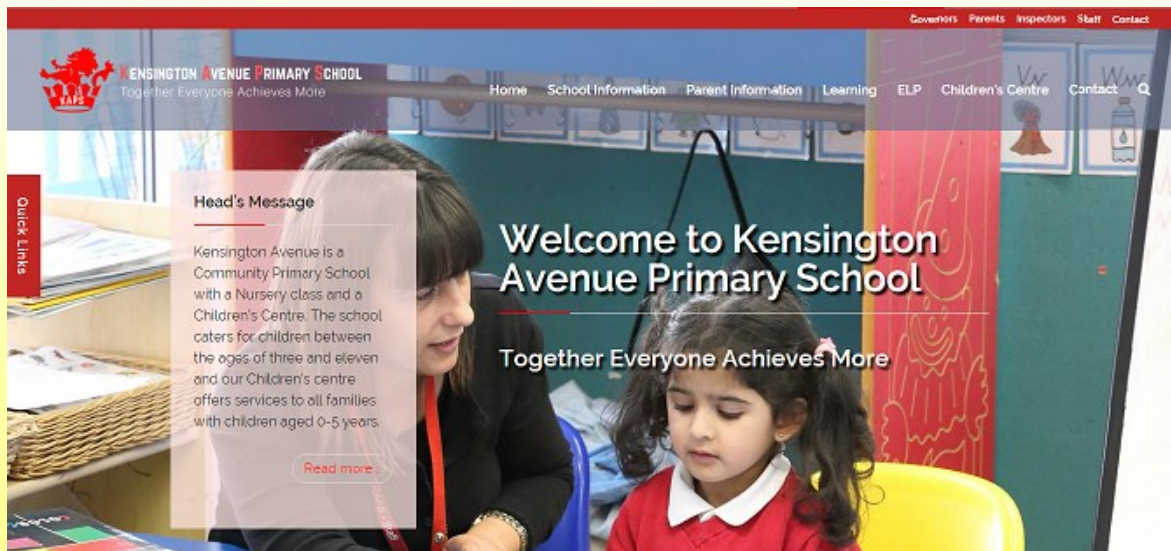 Governors Parents Inspectors Staff Contact
KENSINGTON AVENUE PRIMARY SCHOOL
Together Everyone Achieves More
KAPS
Home School Information Parent Information Learning ELP Children's Centre Contact
Quick Links
Head's Message
Kensington Avenue is a
Community Primary School
with a Nursery class and a
Children's Centre. The school
caters for children between
the ages of three and eleven
and our Children's centre
offers services to all families
with children aged 0-5 years.
Read more
Welcome to Kensington
Avenue Primary School
Together Everyone Achieves More